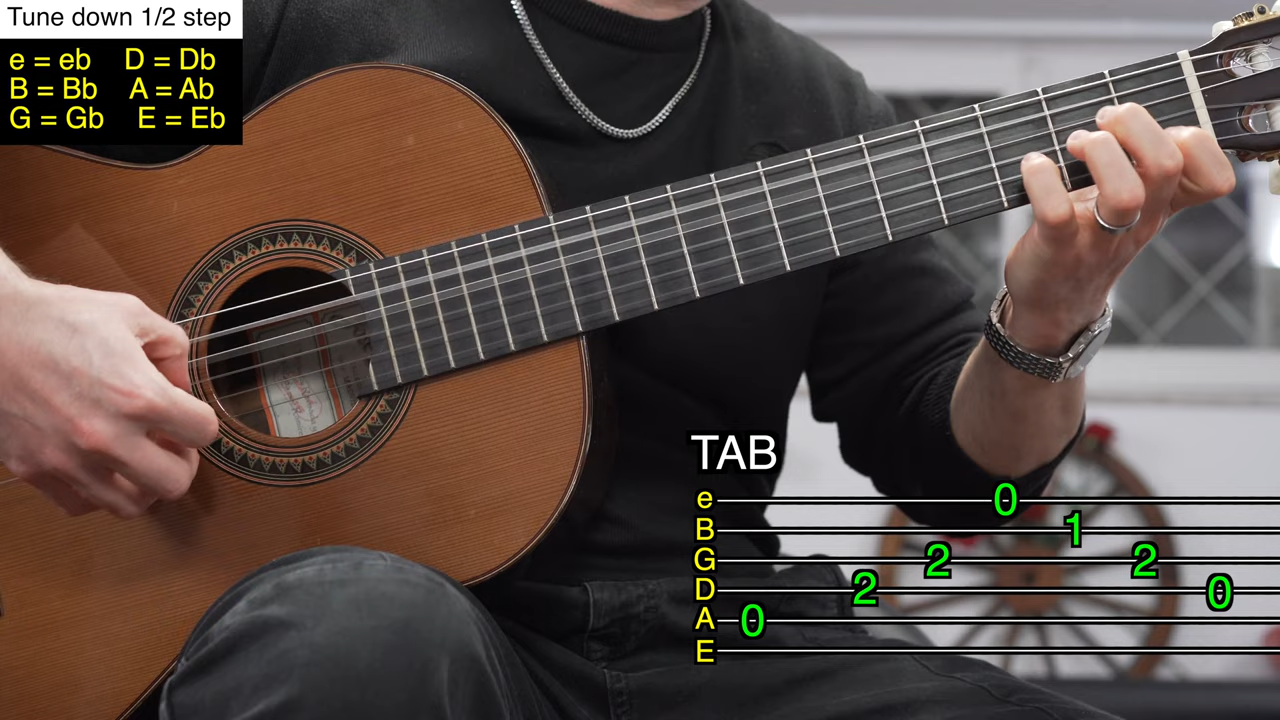 Tune down 1/2 step
e = eb D = Db
B = Bb A = Ab
G = Gb E = Eb
TAB
e 0
B 1
G 2 2
D 2 0
A 0
E